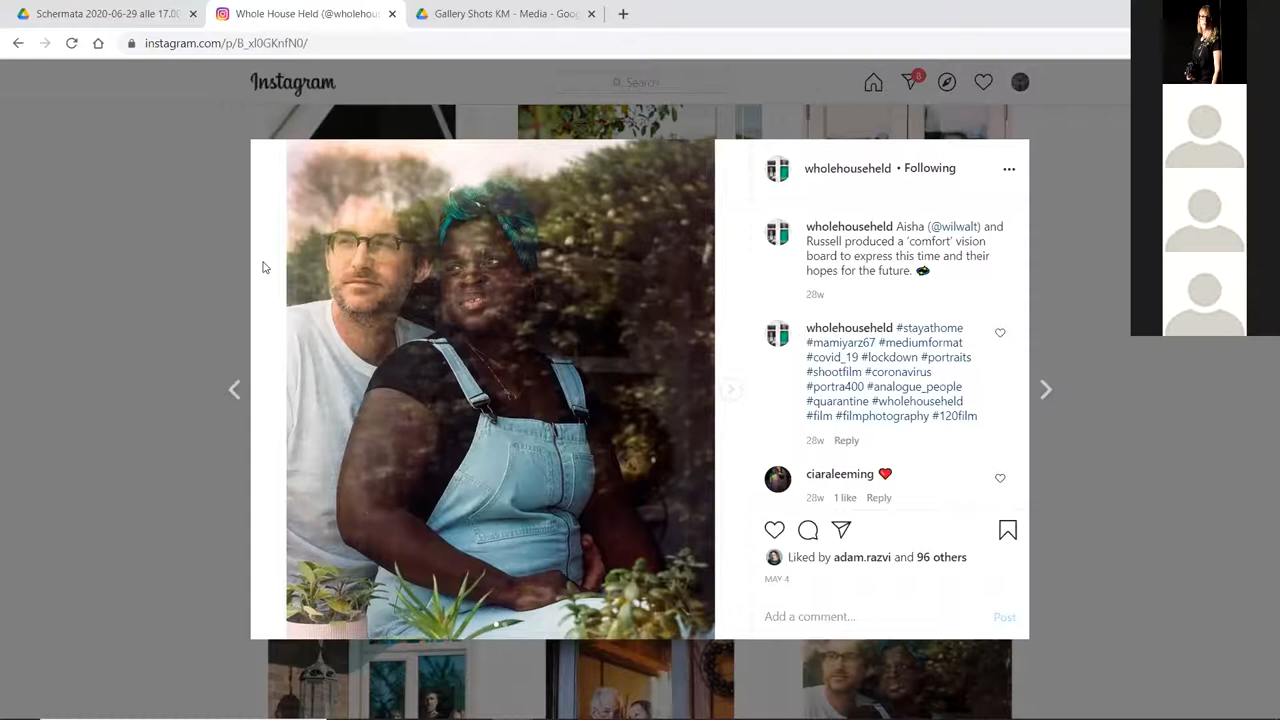 Schermata 2020-06-29 alle 17.0
Whole House Held (@wholehou
Gallery Shots KM - Media - Goo
instagram.com/p/B_xl0GKnfN0/
Instagram
Search
8
wholehouseheld • Following
wholehouseheld Aisha (@wilwalt) and
Russell produced a 'comfort' vision
board to express this time and their
hopes for the future.
28w
wholehouseheld #stayathome
#mamiyarz67 #mediumformat
#covid_19 #lockdown #portraits
#shootfilm #coronavirus
#portra400 #analogue_people
#quarantine #wholehouseheld
#film #filmphotography #120film
28w Reply
ciaraleeming
28w 1 like Reply
Liked by adam.razvi and 96 others
MAY 4
Add a comment...
Post